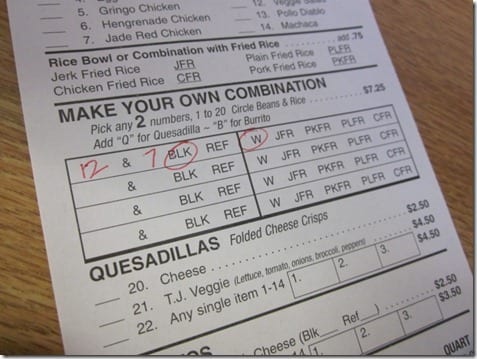 5. Gringo Chicken
6. Hengrenade Chicken
7. Jade Red Chicken
12. Veggie Salad
13. Pollo Diablo
14. Machaca
Rice Bowl or Combination with Fried Rice add .75
Jerk Fried Rice JFR Plain Fried Rice PLFR
Chicken Fried Rice CFR Pork Fried Rice PKFR
MAKE YOUR OWN COMBINATION
Pick any 2 numbers, 1 to 20 Circle Beans & Rice $7.25
Add "Q" for Quesadilla ~ "B" for Burrito
12 & 7 BLK REF W JFR PKFR PLFR CFR
& BLK REF W JFR PKFR PLFR CFR
& BLK REF W JFR PKFR PLFR CFR
& BLK REF W JFR PKFR PLFR CFR
QUESADILLAS Folded Cheese Crisps
20. Cheese $2.50
21. T.J. Veggie (Lettuce, tomato, onions, broccoli, peppers) $4.50
22. Any single item 1-14 1. 2. 3. $4.50
Cheese (Blk Ref ) $2.50
$3.50
QUART